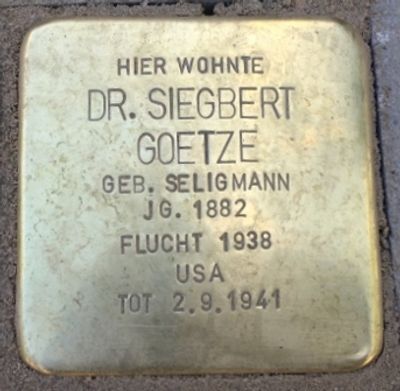 HIER WOHNTE
DR. SIEGBERT
GOETZE
GEB. SELIGMANN
JG. 1882
FLUCHT 1938
USA
TOT 2.9.1941